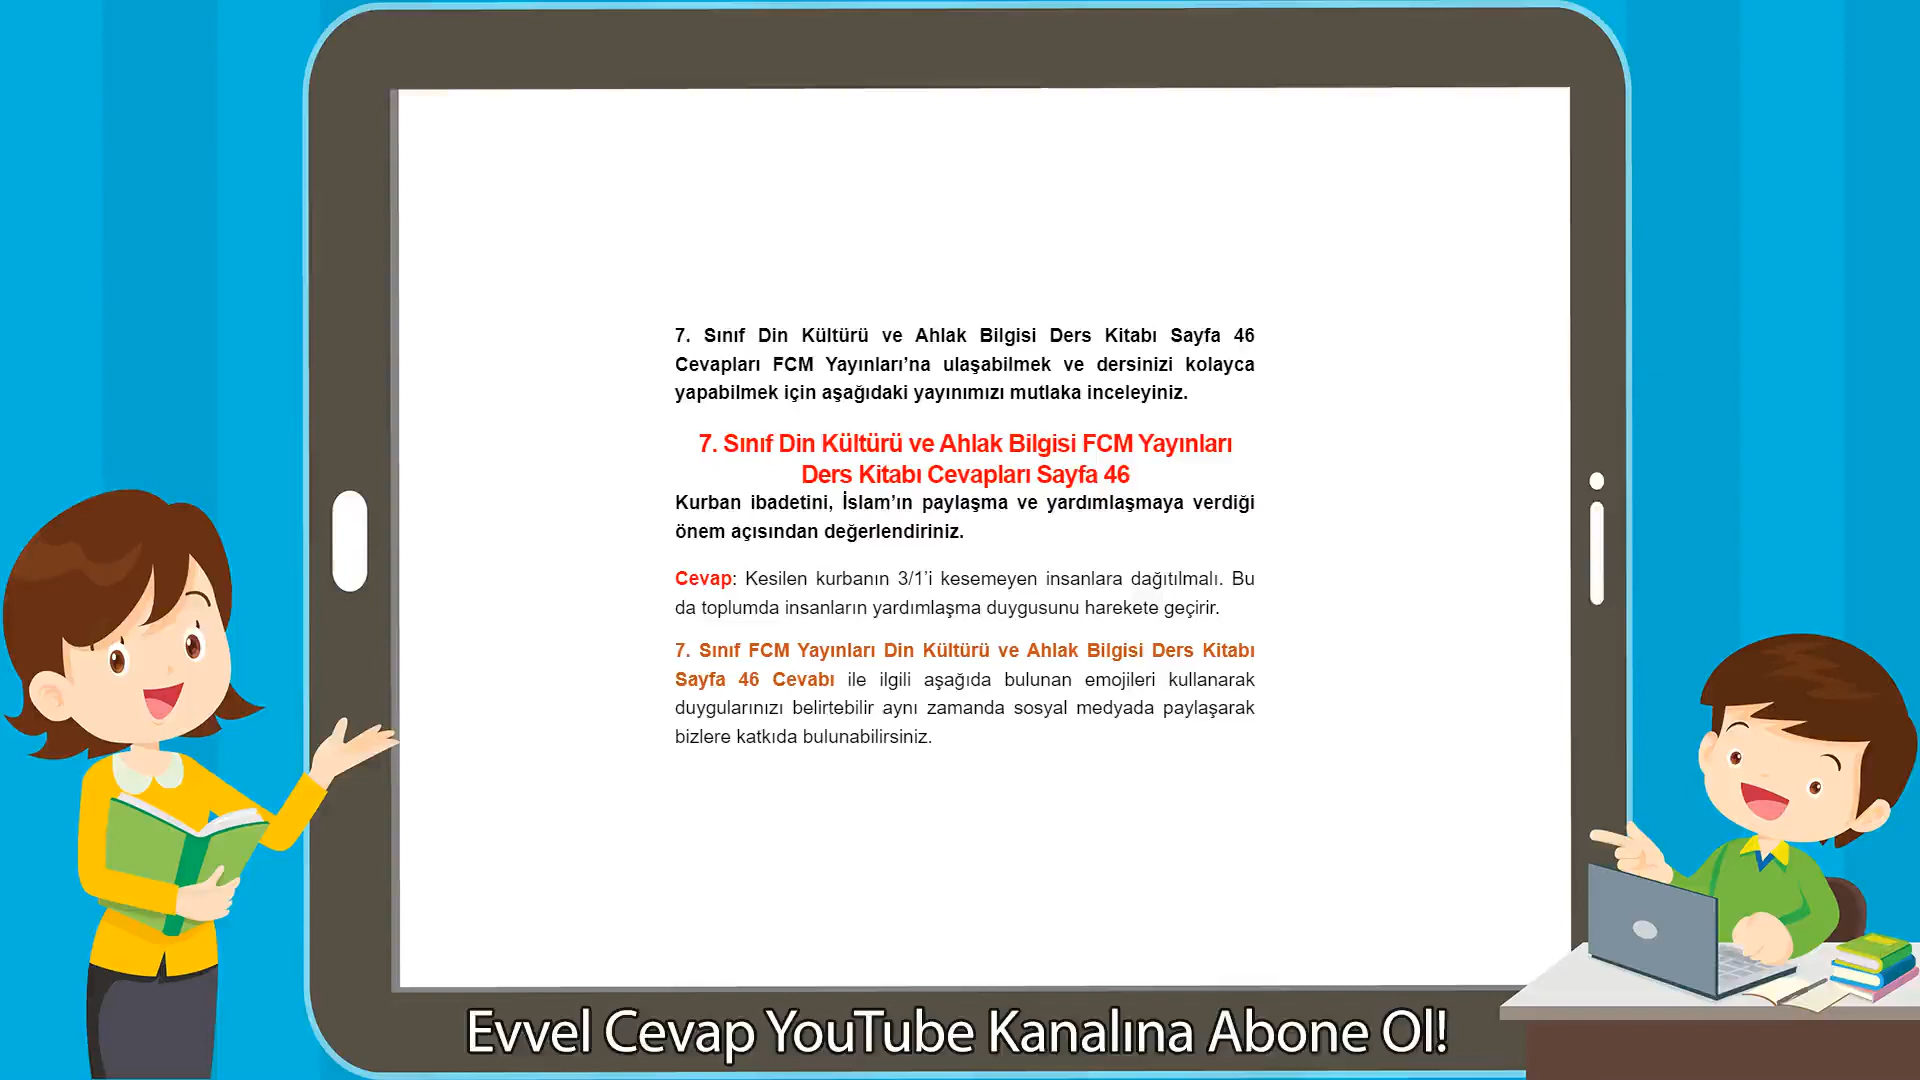 7. Sınıf Din Kültürü ve Ahlak Bilgisi Ders Kitabı Sayfa 46
Cevapları FCM Yayınları’na ulaşabilmek ve dersinizi kolayca
yapabilmek için aşağıdaki yayınımızı mutlaka inceleyiniz.
7. Sınıf Din Kültürü ve Ahlak Bilgisi FCM Yayınları
Ders Kitabı Cevapları Sayfa 46
Kurban ibadetini, İslam’ın paylaşma ve yardımlaşmaya verdiği
önem açısından değerlendiriniz.
Cevap: Kesilen kurbanın 3/1’i kesemeyen insanlara dağıtılmalı. Bu
da toplumda insanların yardımlaşma duygusunu harekete geçirir.
7. Sınıf FCM Yayınları Din Kültürü ve Ahlak Bilgisi Ders Kitabı
Sayfa 46 Cevabı ile ilgili aşağıda bulunan emojileri kullanarak
duygularınızı belirtebilir aynı zamanda sosyal medyada paylaşarak
bizlere katkıda bulunabilirsiniz.
Evvel Cevap YouTube Kanalına Abone Ol!